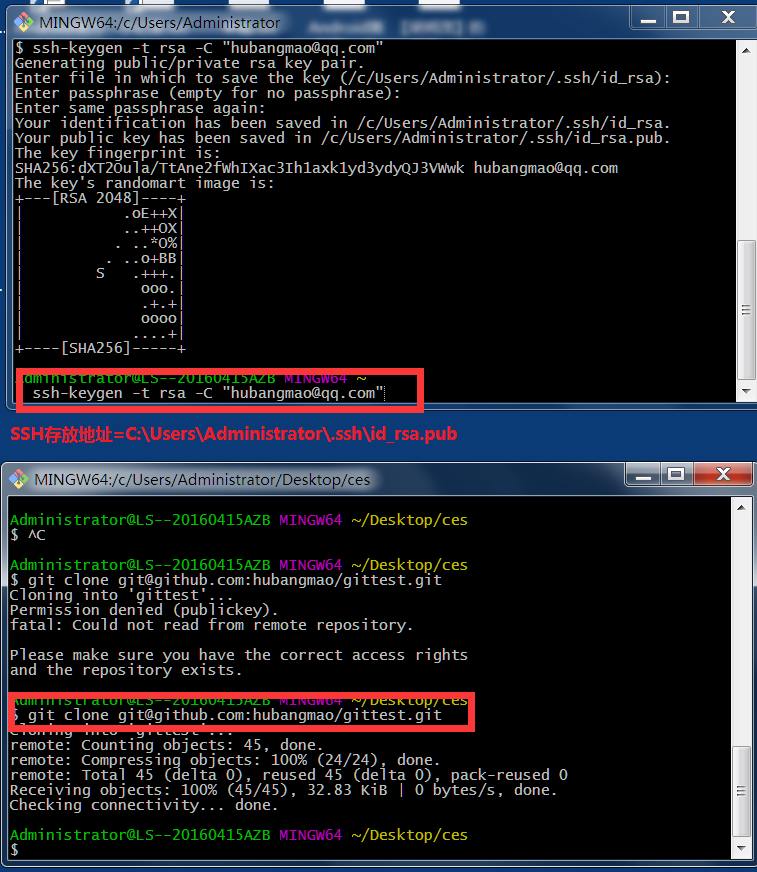 MINGW64:/c/Users/Administrator
$ ssh-keygen -t rsa -C "hubangmao@qq.com"
Generating public/private rsa key pair.
Enter file in which to save the key (/c/Users/Administrator/.ssh/id_rsa):
Enter passphrase (empty for no passphrase):
Enter same passphrase again:
Your identification has been saved in /c/Users/Administrator/.ssh/id_rsa.
Your public key has been saved in /c/Users/Administrator/.ssh/id_rsa.pub.
The key fingerprint is:
SHA256:dXT2Oula/TtAne2fWhIXac3Ih1axk1yd3ydyQJ3VWwk hubangmao@qq.com
The key's randomart image is:
+---[RSA 2048]----+
|           .oE++X|
|           ..++OX|
|          . ..*O%|
|         . ..o+BB|
|        S   .+++.|
|             ooo.|
|             .+.+|
|             oooo|
|            ....+|
+----[SHA256]-----+
Administrator@LS--20160415AZB MINGW64 ~
ssh-keygen -t rsa -C "hubangmao@qq.com"
SSH存放地址=C:\Users\Administrator\.ssh\id_rsa.pub
MINGW64:/c/Users/Administrator/Desktop/ces
Administrator@LS--20160415AZB MINGW64 ~/Desktop/ces
$ ^C
Administrator@LS--20160415AZB MINGW64 ~/Desktop/ces
$ git clone git@github.com:hubangmao/gittest.git
Cloning into 'gittest'...
Permission denied (publickey).
fatal: Could not read from remote repository.
Please make sure you have the correct access rights
and the repository exists.
Administrator@LS--20160415AZB MINGW64 ~/Desktop/ces
$ git clone git@github.com:hubangmao/gittest.git
Cloning into 'gittest'...
remote: Counting objects: 45, done.
remote: Compressing objects: 100% (24/24), done.
remote: Total 45 (delta 0), reused 45 (delta 0), pack-reused 0
Receiving objects: 100% (45/45), 32.83 KiB | 0 bytes/s, done.
Checking connectivity... done.
Administrator@LS--20160415AZB MINGW64 ~/Desktop/ces
$